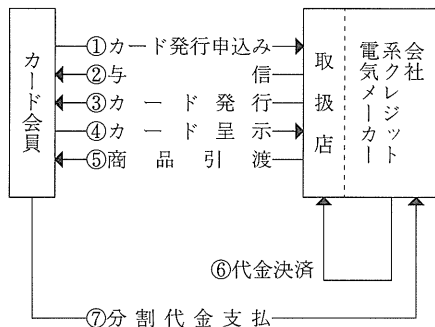 カード会員
①カード発行申込み
②与信
③カード発行
④カード呈示
⑤商品引渡
取扱店
電気メーカー
系クレジット
会社
⑥代金決済
⑦分割代金支払